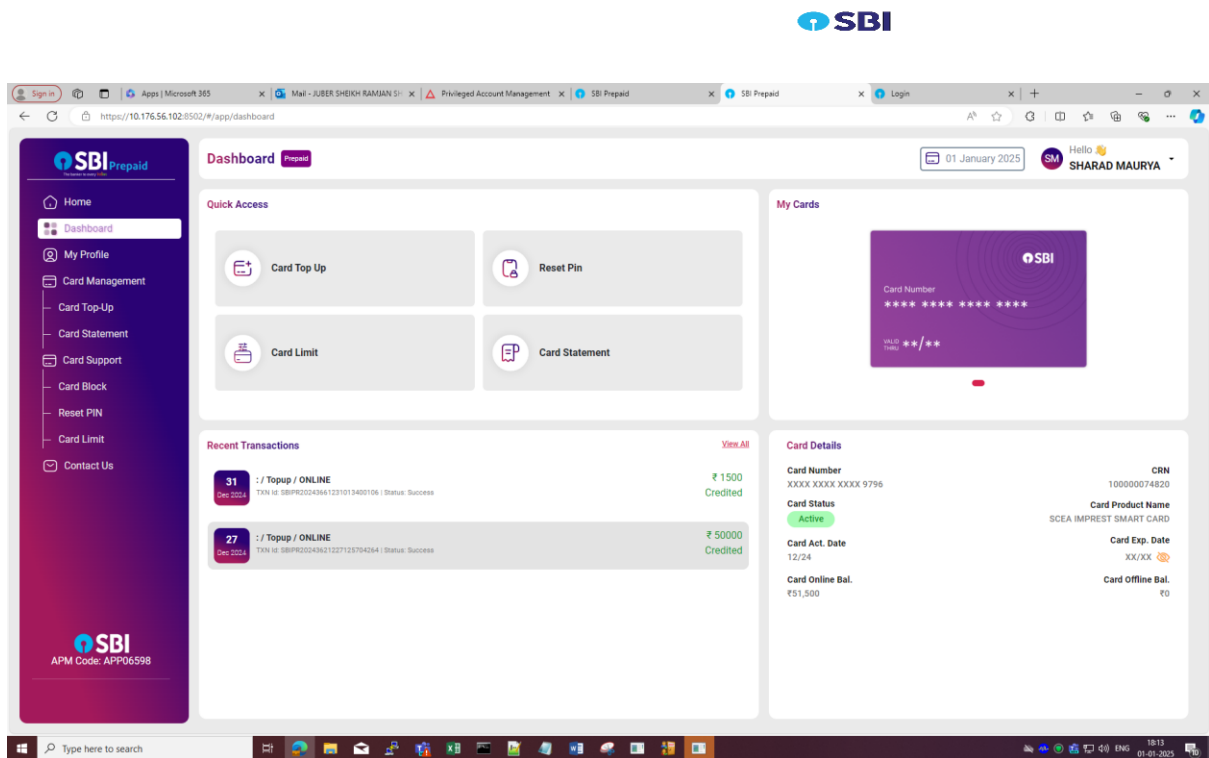 SBI
Sign in
Apps | Microsoft 365
Mail - JUBER SHEIKH RAMJAN SH
Privileged Account Management
SBI Prepaid
SBI Prepaid
Login
https://10.176.56.102:8502/#/app/dashboard
SBI Prepaid
Home
Dashboard
My Profile
Card Management
Card Top-Up
Card Statement
Card Support
Card Block
Reset PIN
Card Limit
Contact Us
SBI
APM Code: APP06598
Dashboard Prepaid
01 January 2025
SM
Hello 👋
SHARAD MAURYA
Quick Access
Card Top Up
Reset Pin
Card Limit
Card Statement
My Cards
SBI
Card Number
**** **** **** ****
VALID THRU **/**
Recent Transactions
View All
31
Dec 2024
: / Topup / ONLINE
TXN Id: SBIPR20243661231013400106 | Status: Success
₹ 1500
Credited
27
Dec 2024
: / Topup / ONLINE
TXN Id: SBIPR20243621227125704264 | Status: Success
₹ 50000
Credited
Card Details
Card Number
XXXX XXXX XXXX 9796
CRN
100000074820
Card Status
Active
Card Product Name
SCEA IMPREST SMART CARD
Card Act. Date
12/24
Card Exp. Date
XX/XX
Card Online Bal.
₹51,500
Card Offline Bal.
₹0
Type here to search
ENG
18:13
01-01-2025